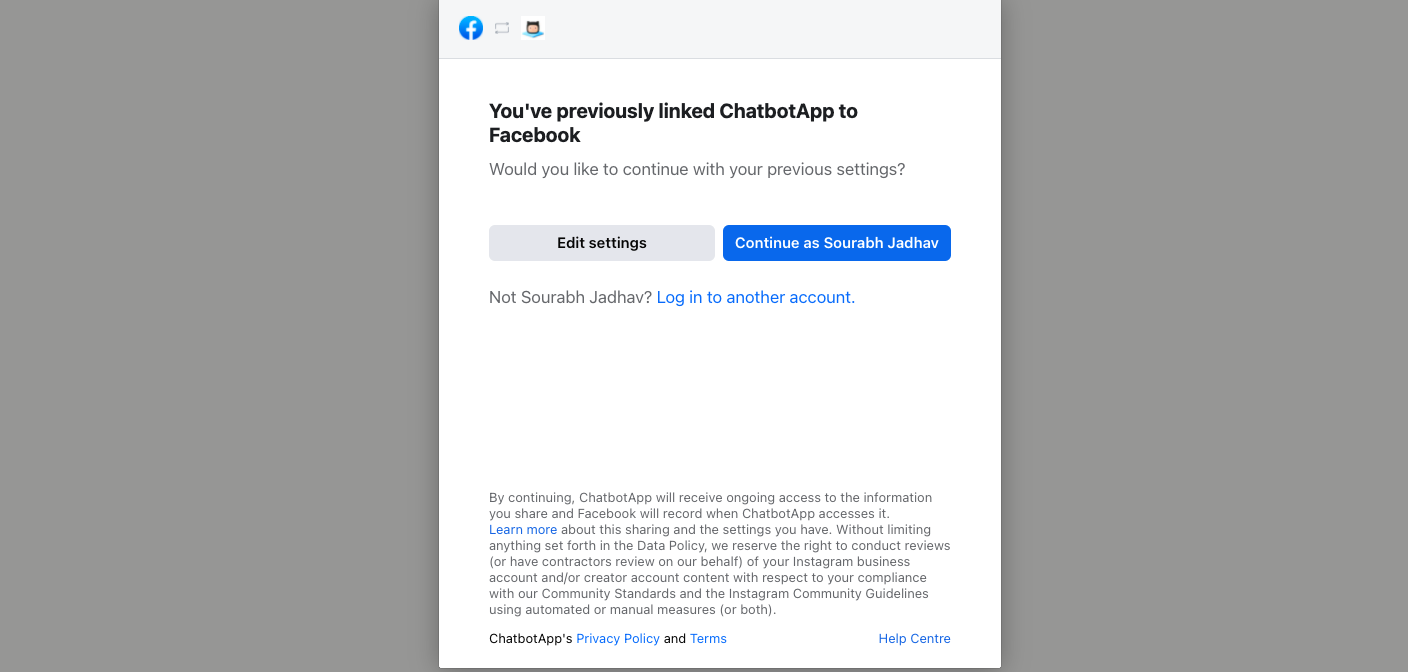 You've previously linked ChatbotApp to
Facebook
Would you like to continue with your previous settings?
Edit settings
Continue as Sourabh Jadhav
Not Sourabh Jadhav? Log in to another account.
By continuing, ChatbotApp will receive ongoing access to the information
you share and Facebook will record when ChatbotApp accesses it.
Learn more about this sharing and the settings you have. Without limiting
anything set forth in the Data Policy, we reserve the right to conduct reviews
(or have contractors review on our behalf) of your Instagram business
account and/or creator account content with respect to your compliance
with our Community Standards and the Instagram Community Guidelines
using automated or manual measures (or both).
ChatbotApp's Privacy Policy and Terms
Help Centre